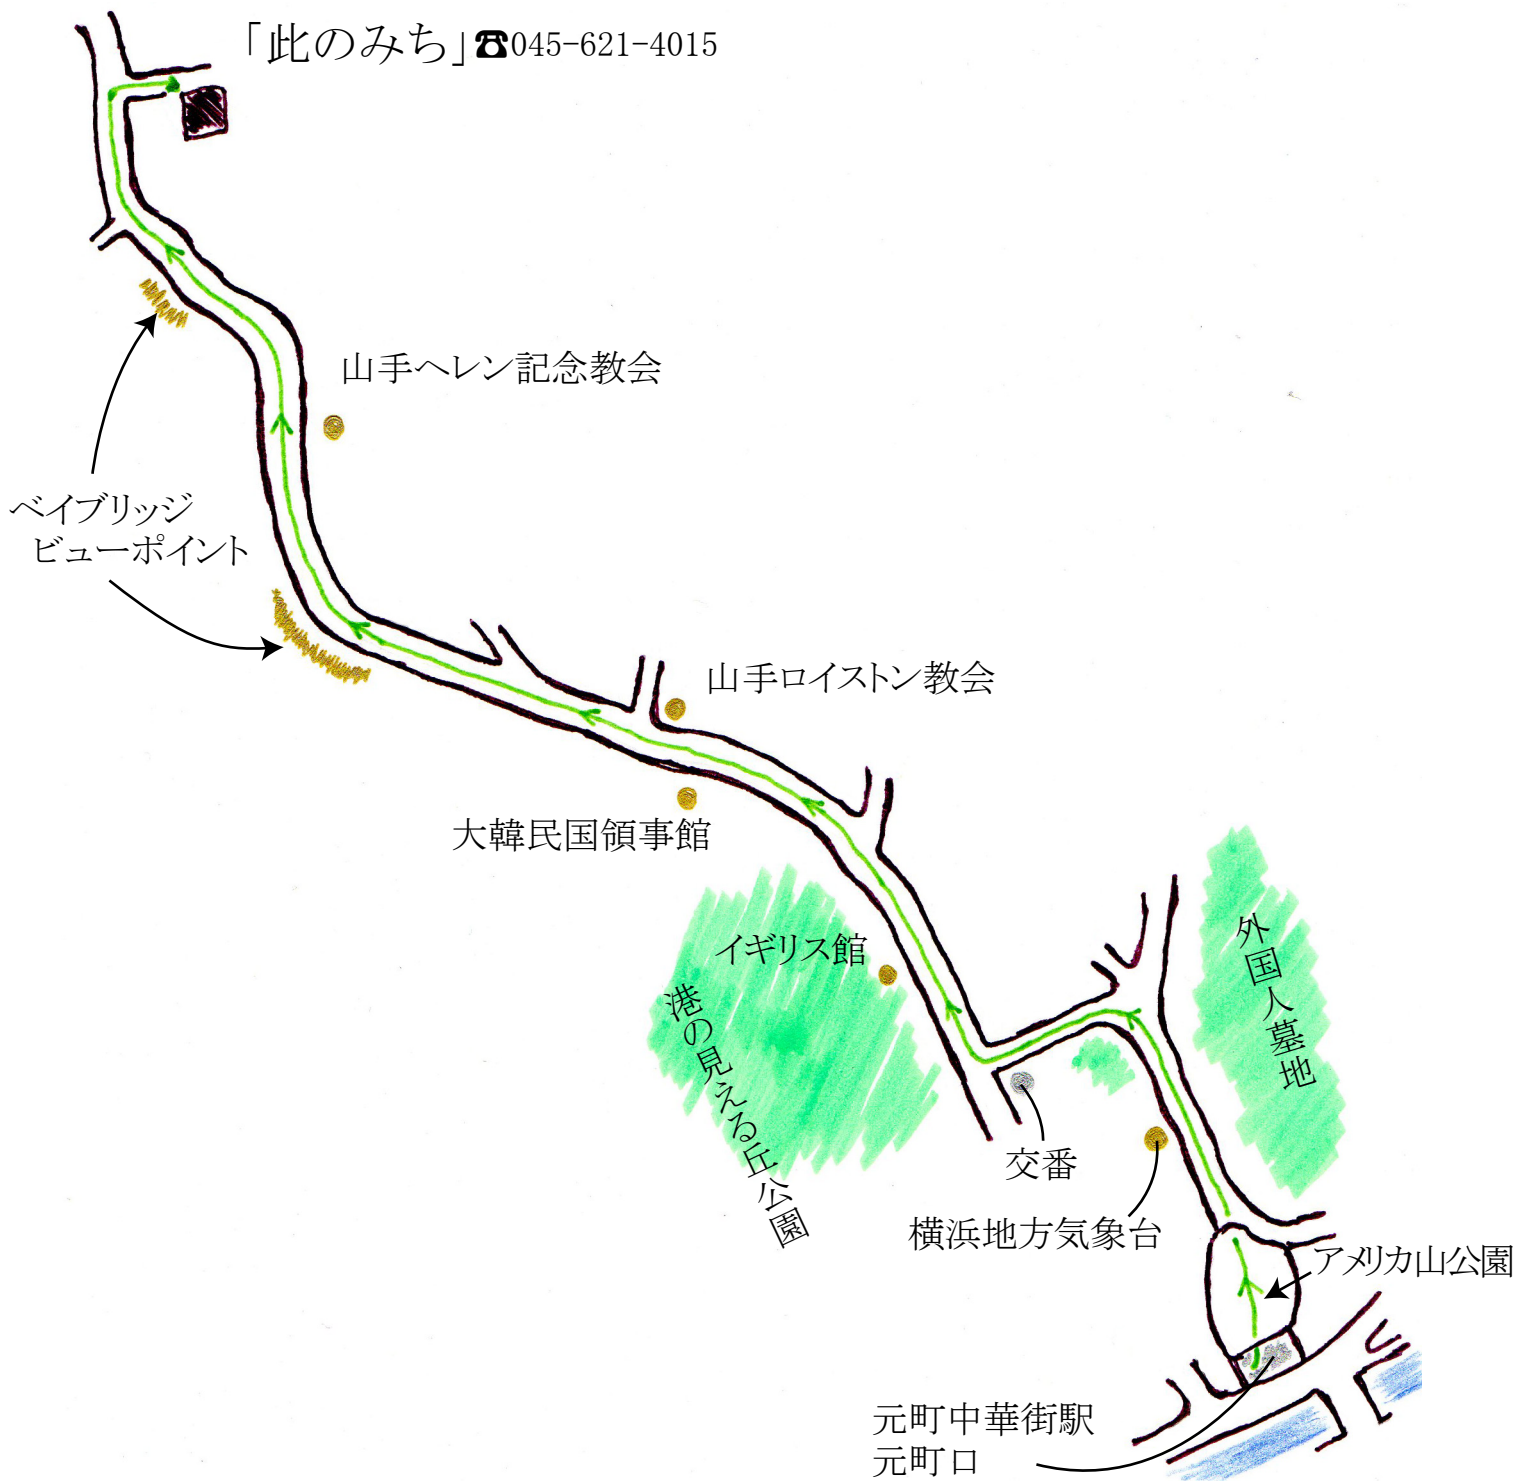 「此のみち」☎045-621-4015
山手ヘレン記念教会
ベイブリッジ
ビューポイント
山手ロイストン教会
大韓民国領事館
イギリス館
港の見える丘公園
外国人墓地
交番
横浜地方気象台
アメリカ山公園
元町中華街駅
元町口